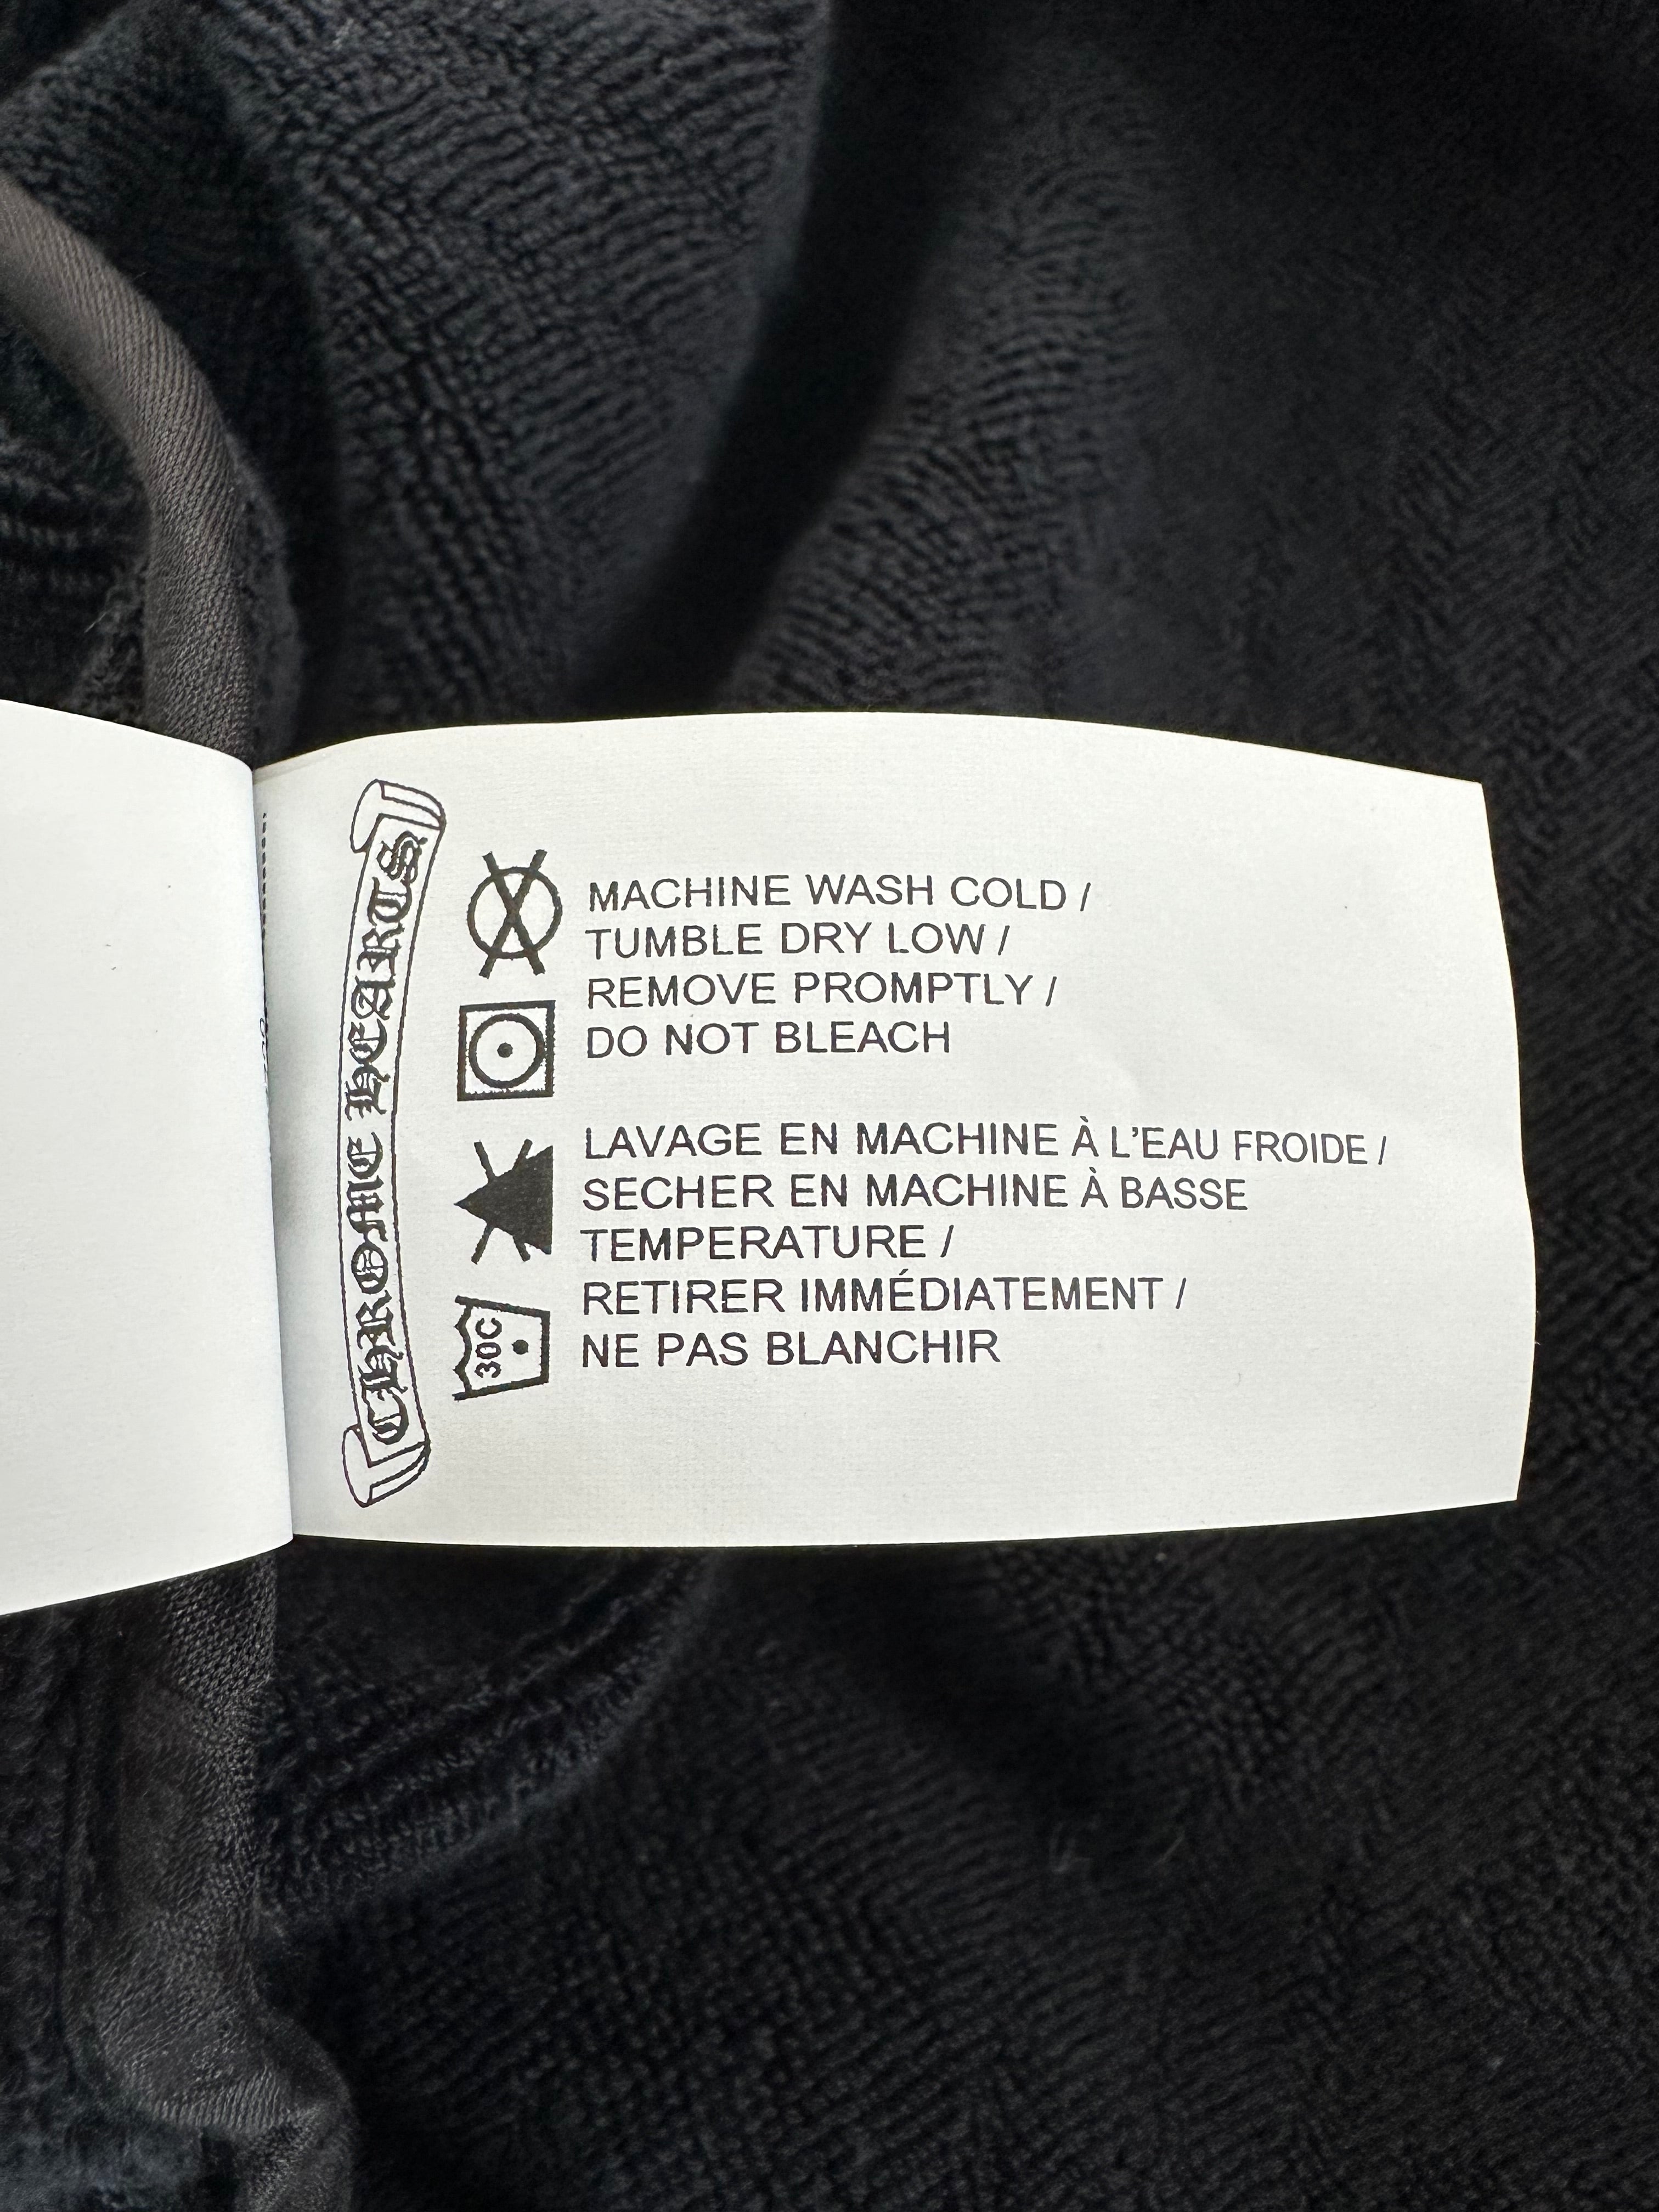 CHROME HEARTS
MACHINE WASH COLD /
TUMBLE DRY LOW /
REMOVE PROMPTLY /
DO NOT BLEACH
LAVAGE EN MACHINE À L'EAU FROIDE /
SECHER EN MACHINE À BASSE
TEMPERATURE /
RETIRER IMMÉDIATEMENT /
NE PAS BLANCHIR
30C